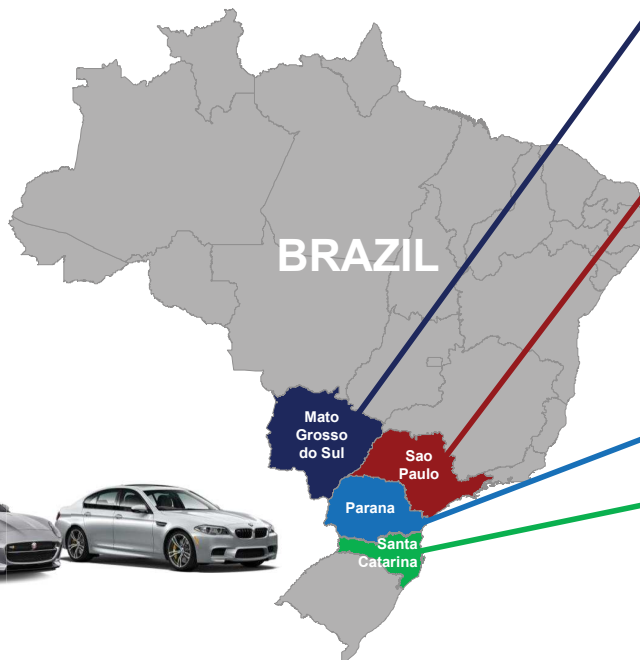 BRAZIL
Mato
Grosso
do Sul
Sao
Paulo
Parana
Santa
Catarina